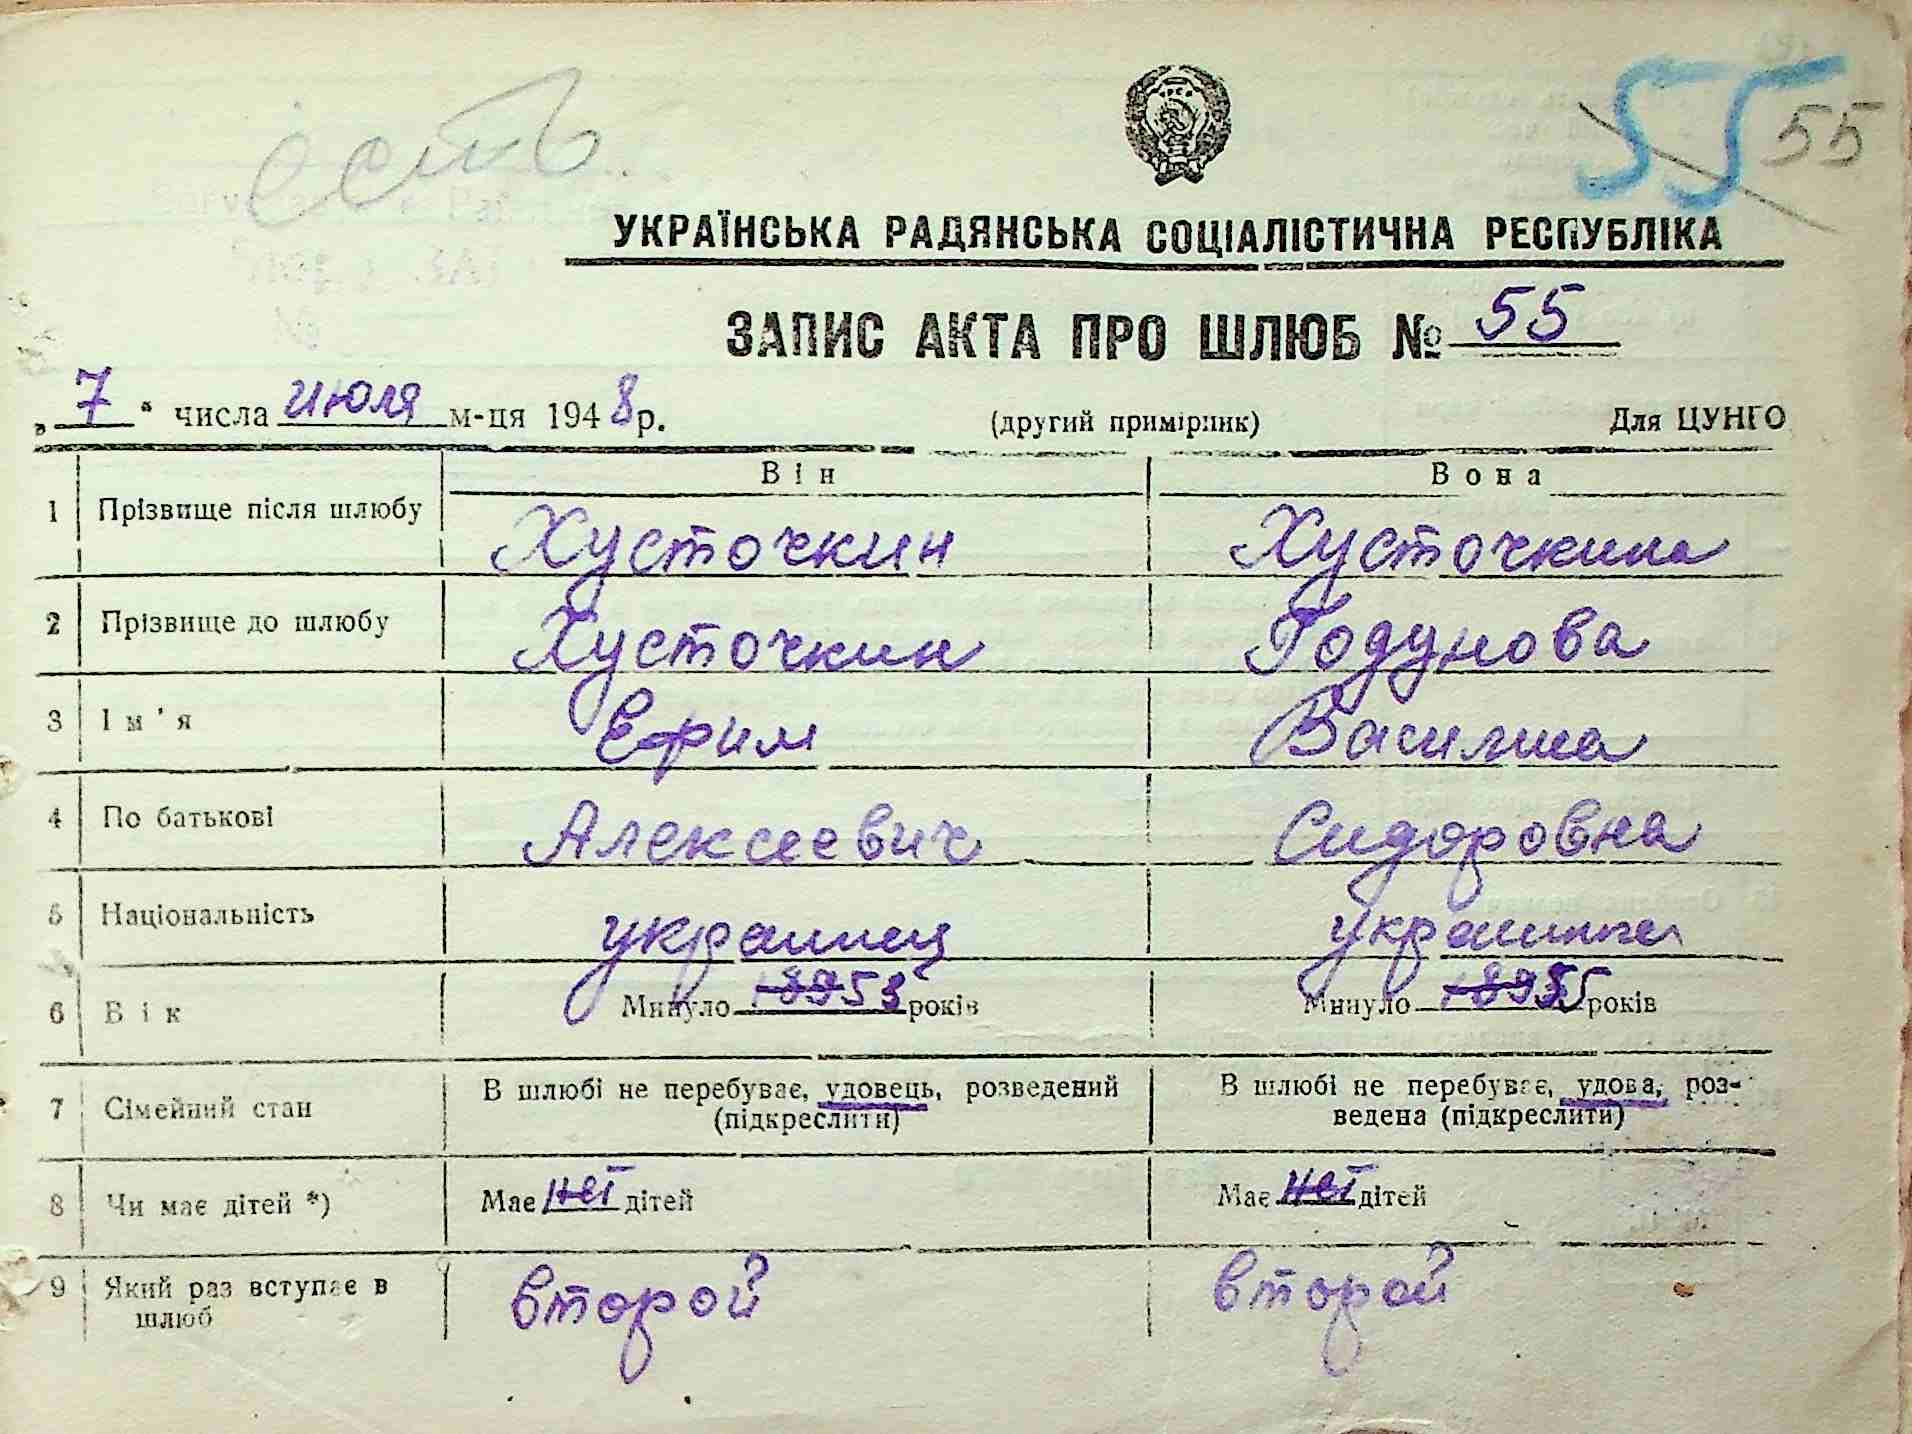 есть
55 55
УКРАЇНСЬКА РАДЯНСЬКА СОЦІАЛІСТИЧНА РЕСПУБЛІКА
ЗАПИС АКТА ПРО ШЛЮБ № 55
„ 7 “ числа июля м-ця 1948 р. (другий примірник) Для ЦУНГО
Він Вона
1 Прізвище після шлюбу Хусточкин Хусточкина
2 Прізвище до шлюбу Хусточкин Годунова
3 Ім'я Ефим Василиса
4 По батькові Алексеевич Сидоровна
5 Національність украинец украинка
6 Вік Минуло 53 років Минуло 55 років
7 Сімейний стан В шлюбі не перебуває, удовець, розведений (підкреслити) В шлюбі не перебуває, удова, роз-
ведена (підкреслити)
8 Чи має дітей *) Має нет дітей Має нет дітей
9 Який раз вступає в шлюб второй второй